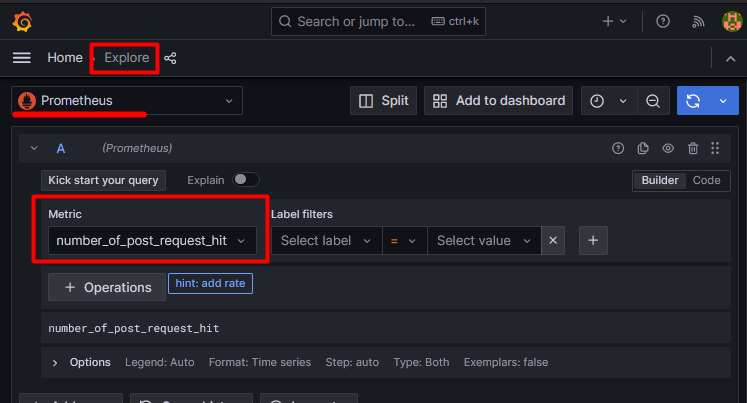 Search or jump to... ctrl+k
Home Explore
Prometheus Split Add to dashboard
A (Prometheus)
Kick start your query Explain Builder Code
Metric Label filters
number_of_post_request_hit Select label = Select value
+ Operations hint: add rate
number_of_post_request_hit
Options Legend: Auto Format: Time series Step: auto Type: Both Exemplars: false